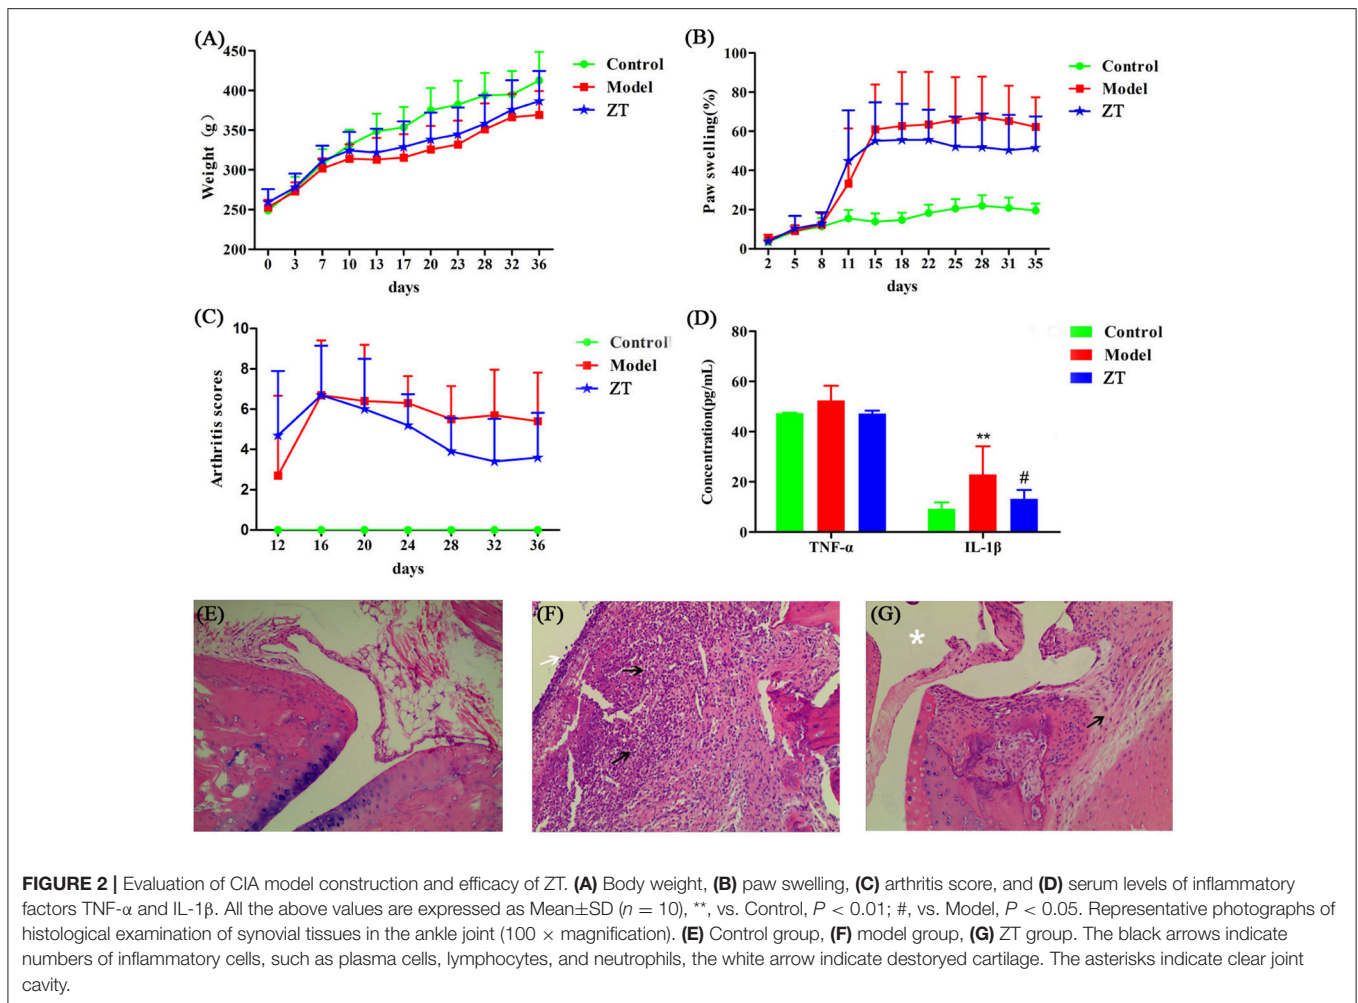 (A)
450
400
350
300
250
200
Weight (g)
0 3 7 10 13 17 20 23 28 32 36
days
Control
Model
ZT
(B)
100
80
60
40
20
0
Paw swelling(%)
2 5 8 11 15 18 22 25 28 31 35
days
Control
Model
ZT
(C)
10
8
6
4
2
0
Arthritis scores
12 16 20 24 28 32 36
days
Control
Model
ZT
(D)
80
60
40
20
0
Concentration(pg/mL)
**
#
TNF-α IL-1β
Control
Model
ZT
(E)
(F)
(G)
*
FIGURE 2 | Evaluation of CIA model construction and efficacy of ZT. (A) Body weight, (B) paw swelling, (C) arthritis score, and (D) serum levels of inflammatory
factors TNF-α and IL-1β. All the above values are expressed as Mean±SD (n = 10), **, vs. Control, P < 0.01; #, vs. Model, P < 0.05. Representative photographs of
histological examination of synovial tissues in the ankle joint (100 × magnification). (E) Control group, (F) model group, (G) ZT group. The black arrows indicate
numbers of inflammatory cells, such as plasma cells, lymphocytes, and neutrophils, the white arrow indicate destoryed cartilage. The asterisks indicate clear joint
cavity.